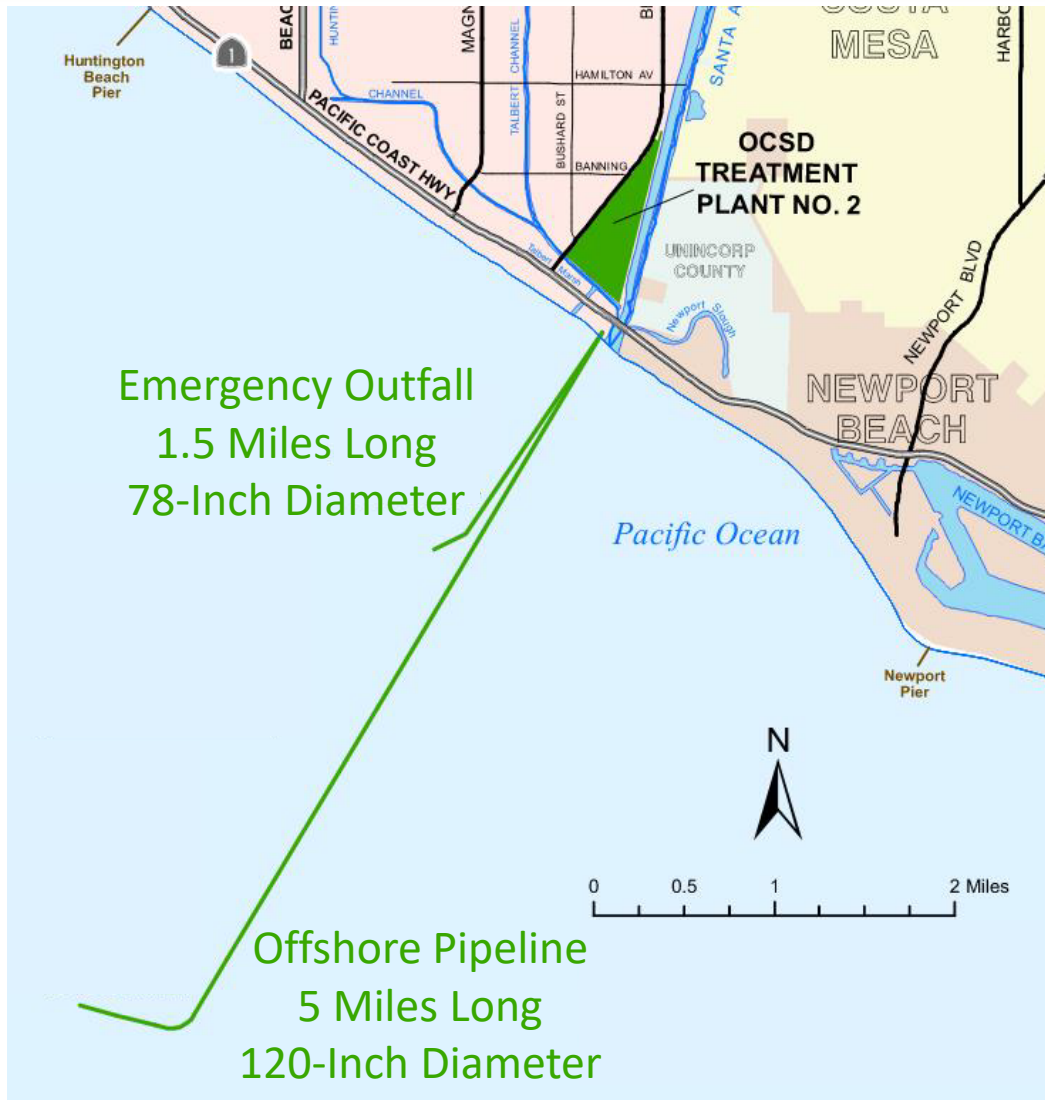 COSTA
MESA
Huntington
Beach
Pier
1
BEAC
HUNTIN
MAGN
TALBERT CHANNEL
BUSHARD ST
SANTA A
HARBO
HAMILTON AV
CHANNEL
PACIFIC COAST HWY
BANNING
OCSD
TREATMENT
PLANT NO. 2
UNINCORP
COUNTY
Talbert Marsh
Newport Slough
NEWPORT BLVD
Emergency Outfall
1.5 Miles Long
78-Inch Diameter
NEWPORT
BEACH
NEWPORT BA
Pacific Ocean
Newport
Pier
N
0 0.5 1 2 Miles
Offshore Pipeline
5 Miles Long
120-Inch Diameter